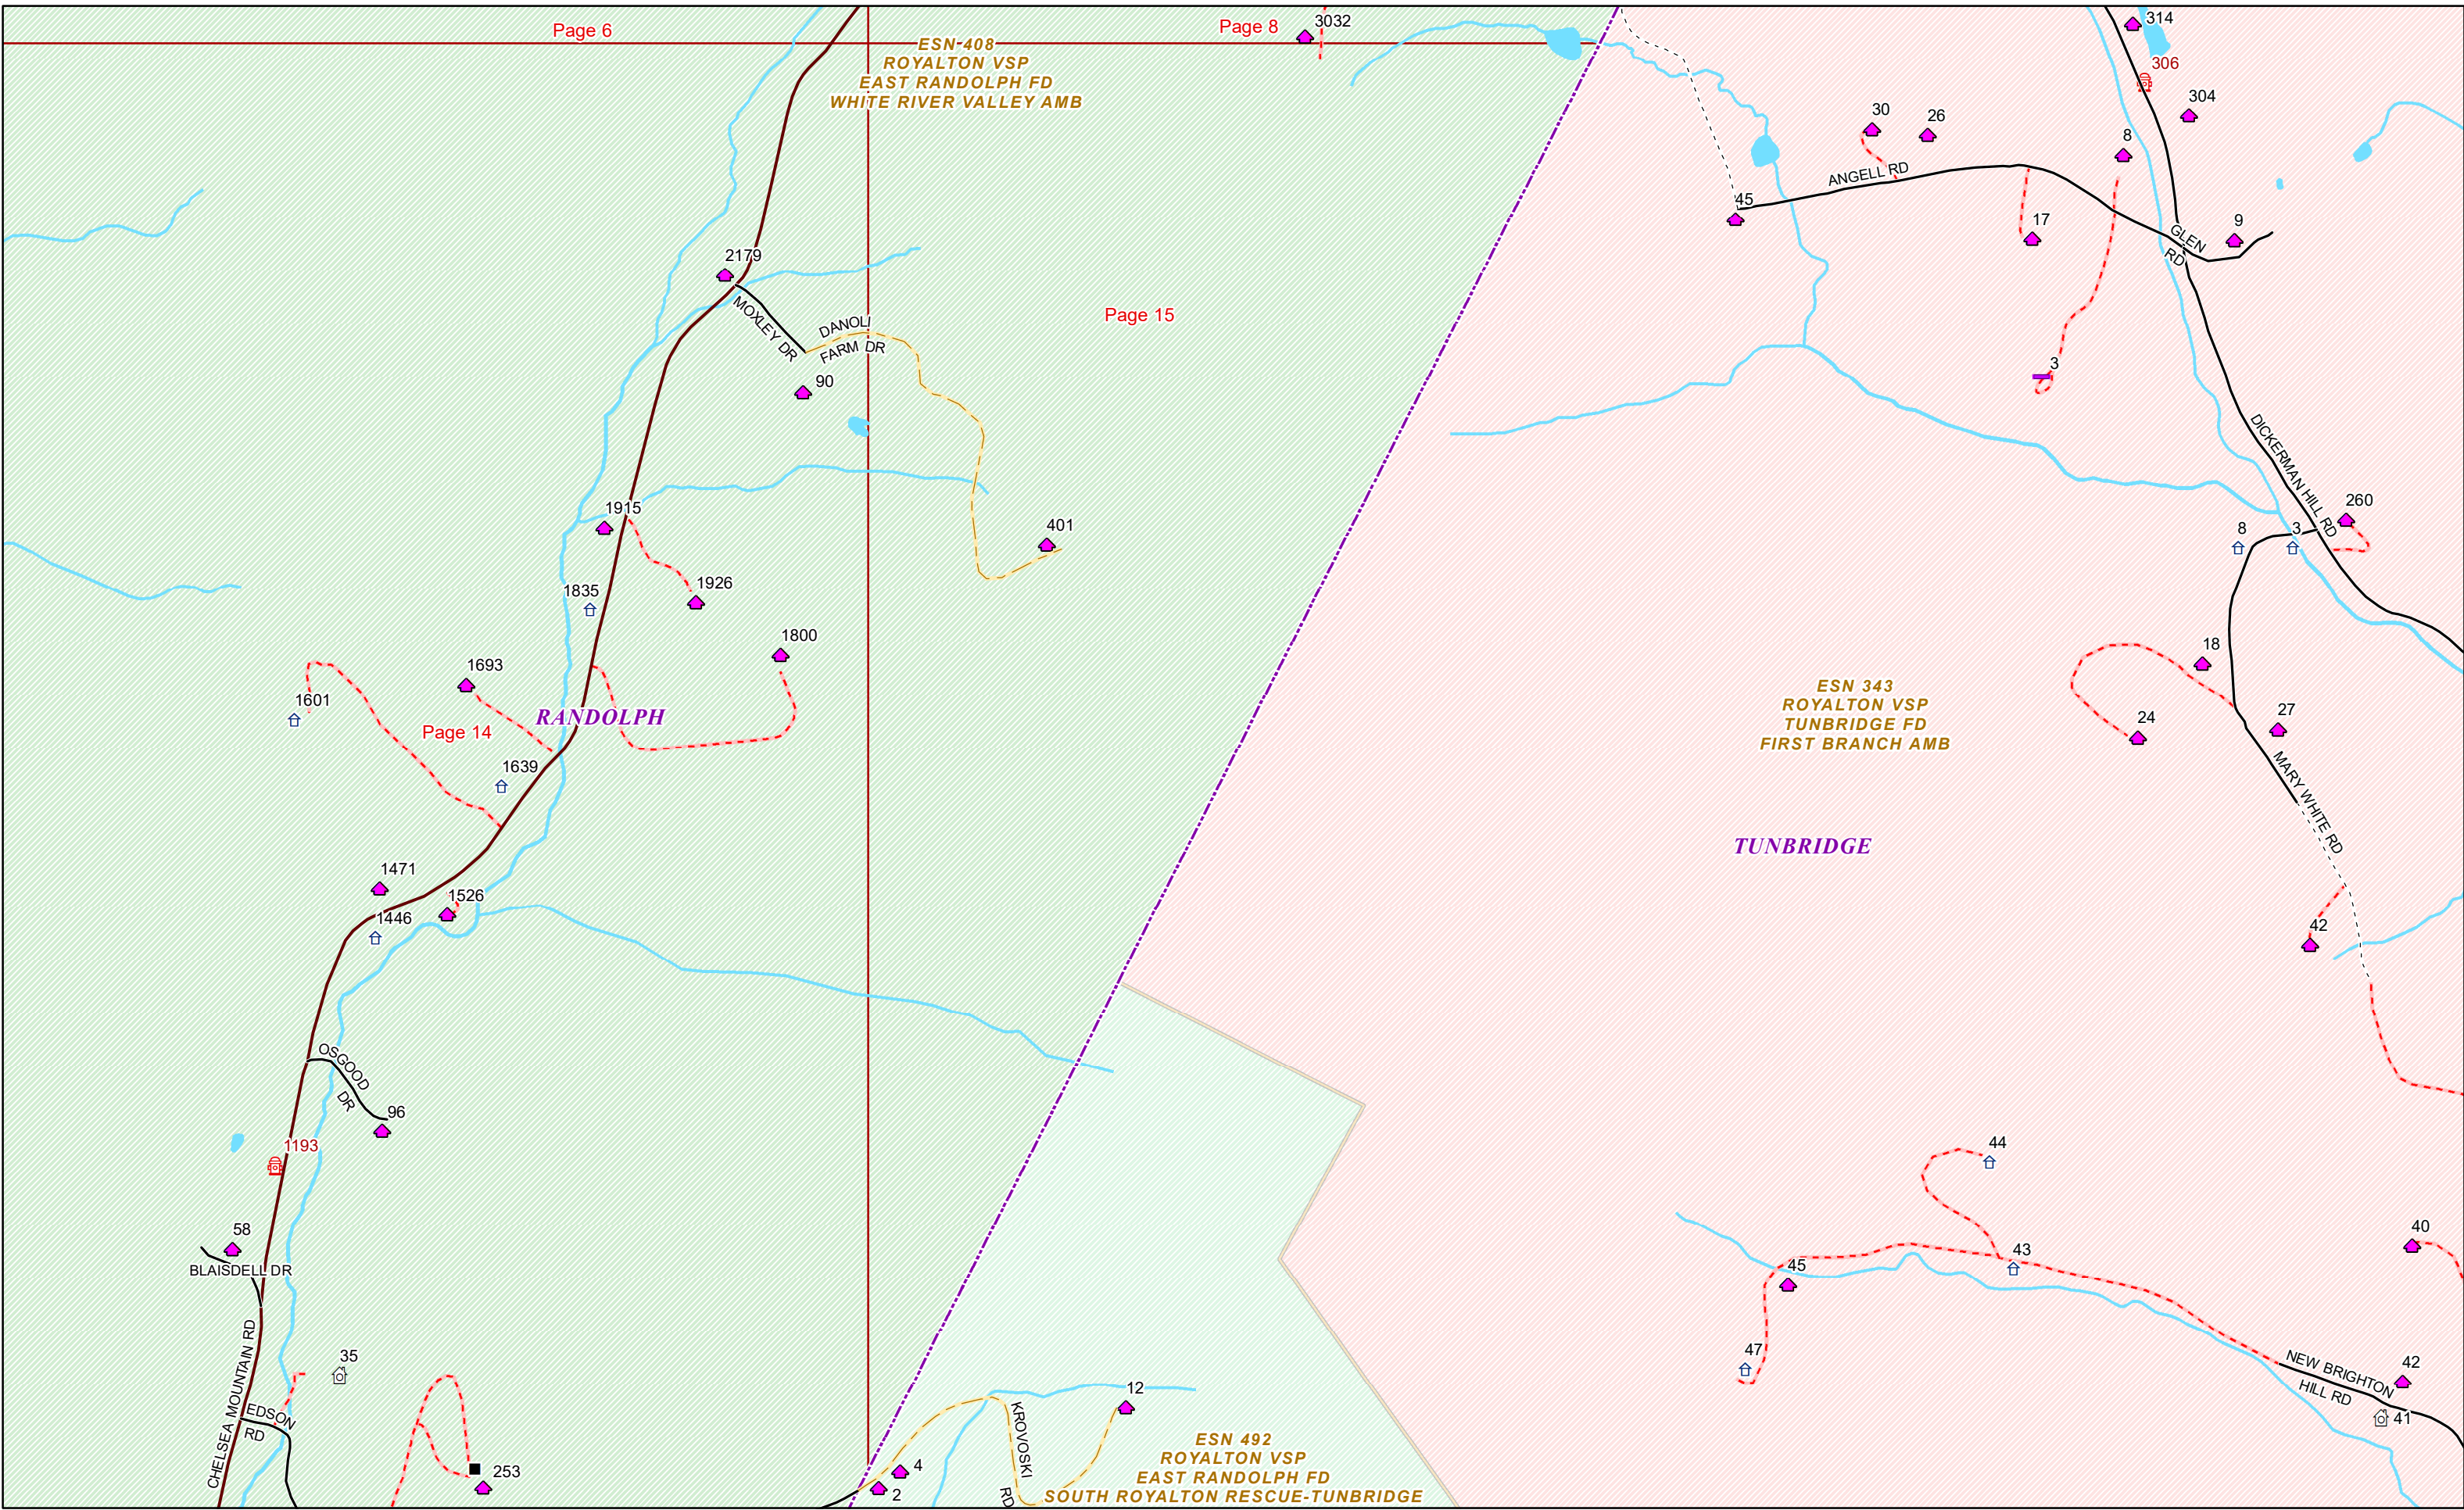 Page 6
Page 8
3032
314
ESN 408
ROYALTON VSP
EAST RANDOLPH FD
WHITE RIVER VALLEY AMB
306
304
30
26
8
ANGELL RD
45
17
9
GLEN
RD
2179
MOXLEY DR
DANOLI
FARM DR
Page 15
90
3
DICKERMAN HILL RD
260
8
3
1915
401
1926
1835
1800
1693
1601
RANDOLPH
Page 14
1639
18
24
27
ESN 343
ROYALTON VSP
TUNBRIDGE FD
FIRST BRANCH AMB
MARY WHITE RD
TUNBRIDGE
1471
1526
1446
42
OSGOOD
DR
96
1193
44
58
BLAISDELL DR
43
40
45
47
CHELSEA MOUNTAIN RD
35
EDSON
RD
253
NEW BRIGHTON
HILL RD
42
41
12
KROVOSKI
RD
4
2
ESN 492
ROYALTON VSP
EAST RANDOLPH FD
SOUTH ROYALTON RESCUE-TUNBRIDGE